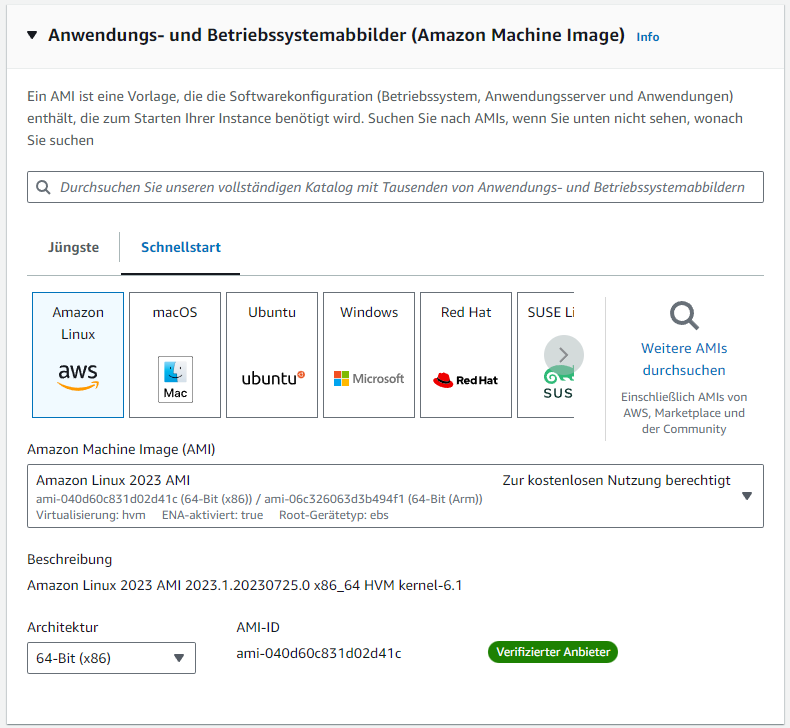 Anwendungs- und Betriebssystemabbilder (Amazon Machine Image) Info
Ein AMI ist eine Vorlage, die die Softwarekonfiguration (Betriebssystem, Anwendungsserver und Anwendungen)
enthält, die zum Starten Ihrer Instance benötigt wird. Suchen Sie nach AMIs, wenn Sie unten nicht sehen, wonach
Sie suchen
Durchsuchen Sie unseren vollständigen Katalog mit Tausenden von Anwendungs- und Betriebssystemabbildern
Jüngste
Schnellstart
Amazon
Linux
aws
macOS
Mac
Ubuntu
ubuntu
Windows
Microsoft
Red Hat
Red Hat
SUSE Li
SUS
Weitere AMIs
durchsuchen
Einschließlich AMIs von
AWS, Marketplace und
der Community
Amazon Machine Image (AMI)
Amazon Linux 2023 AMI
Zur kostenlosen Nutzung berechtigt
ami-040d60c831d02d41c (64-Bit (x86)) / ami-06c326063d3b494f1 (64-Bit (Arm))
Virtualisierung: hvm ENA-aktiviert: true Root-Gerätetyp: ebs
Beschreibung
Amazon Linux 2023 AMI 2023.1.20230725.0 x86_64 HVM kernel-6.1
Architektur
64-Bit (x86)
AMI-ID
ami-040d60c831d02d41c
Verifizierter Anbieter